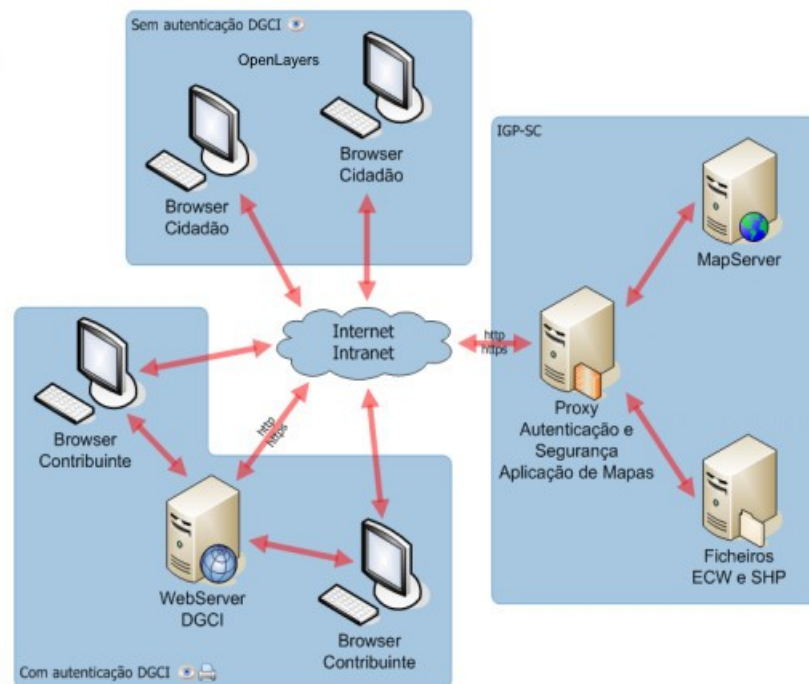 Sem autenticação DGCI
OpenLayers
Browser
Cidadão
Browser
Cidadão
IGP-SC
MapServer
Internet
Intranet
http
https
Proxy
Autenticação e
Segurança
Aplicação de Mapas
Ficheiros
ECW e SHP
Browser
Contribuinte
http
https
WebServer
DGCI
Browser
Contribuinte
Com autenticação DGCI